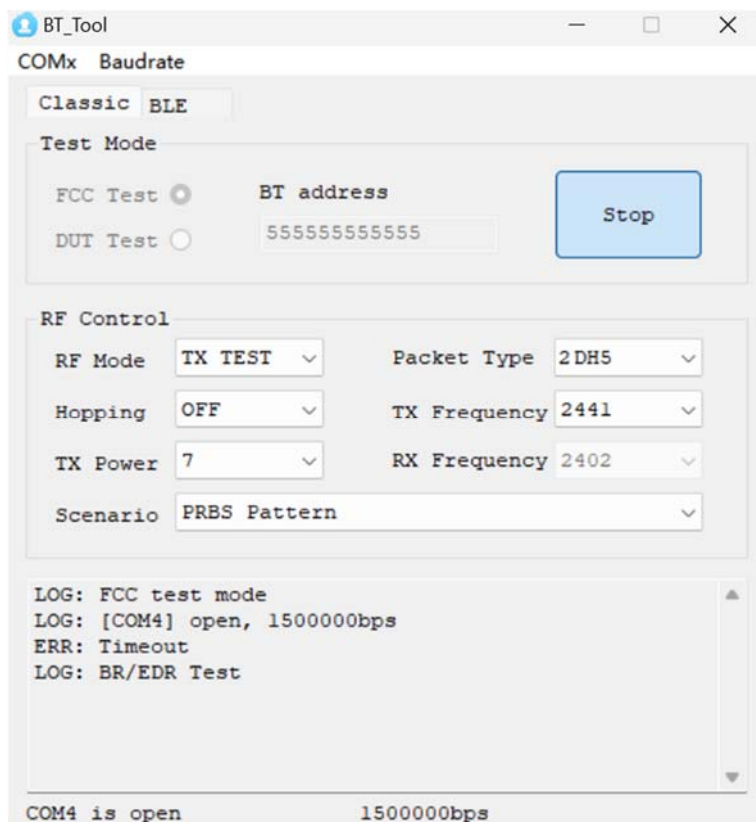 BT_Tool
COMx Baudrate
Classic BLE
Test Mode
FCC Test BT address
Stop
DUT Test 555555555555
RF Control
RF Mode TX TEST Packet Type 2DH5
Hopping OFF TX Frequency 2441
TX Power 7 RX Frequency 2402
Scenario PRBS Pattern
LOG: FCC test mode
LOG: [COM4] open, 1500000bps
ERR: Timeout
LOG: BR/EDR Test
COM4 is open 1500000bps